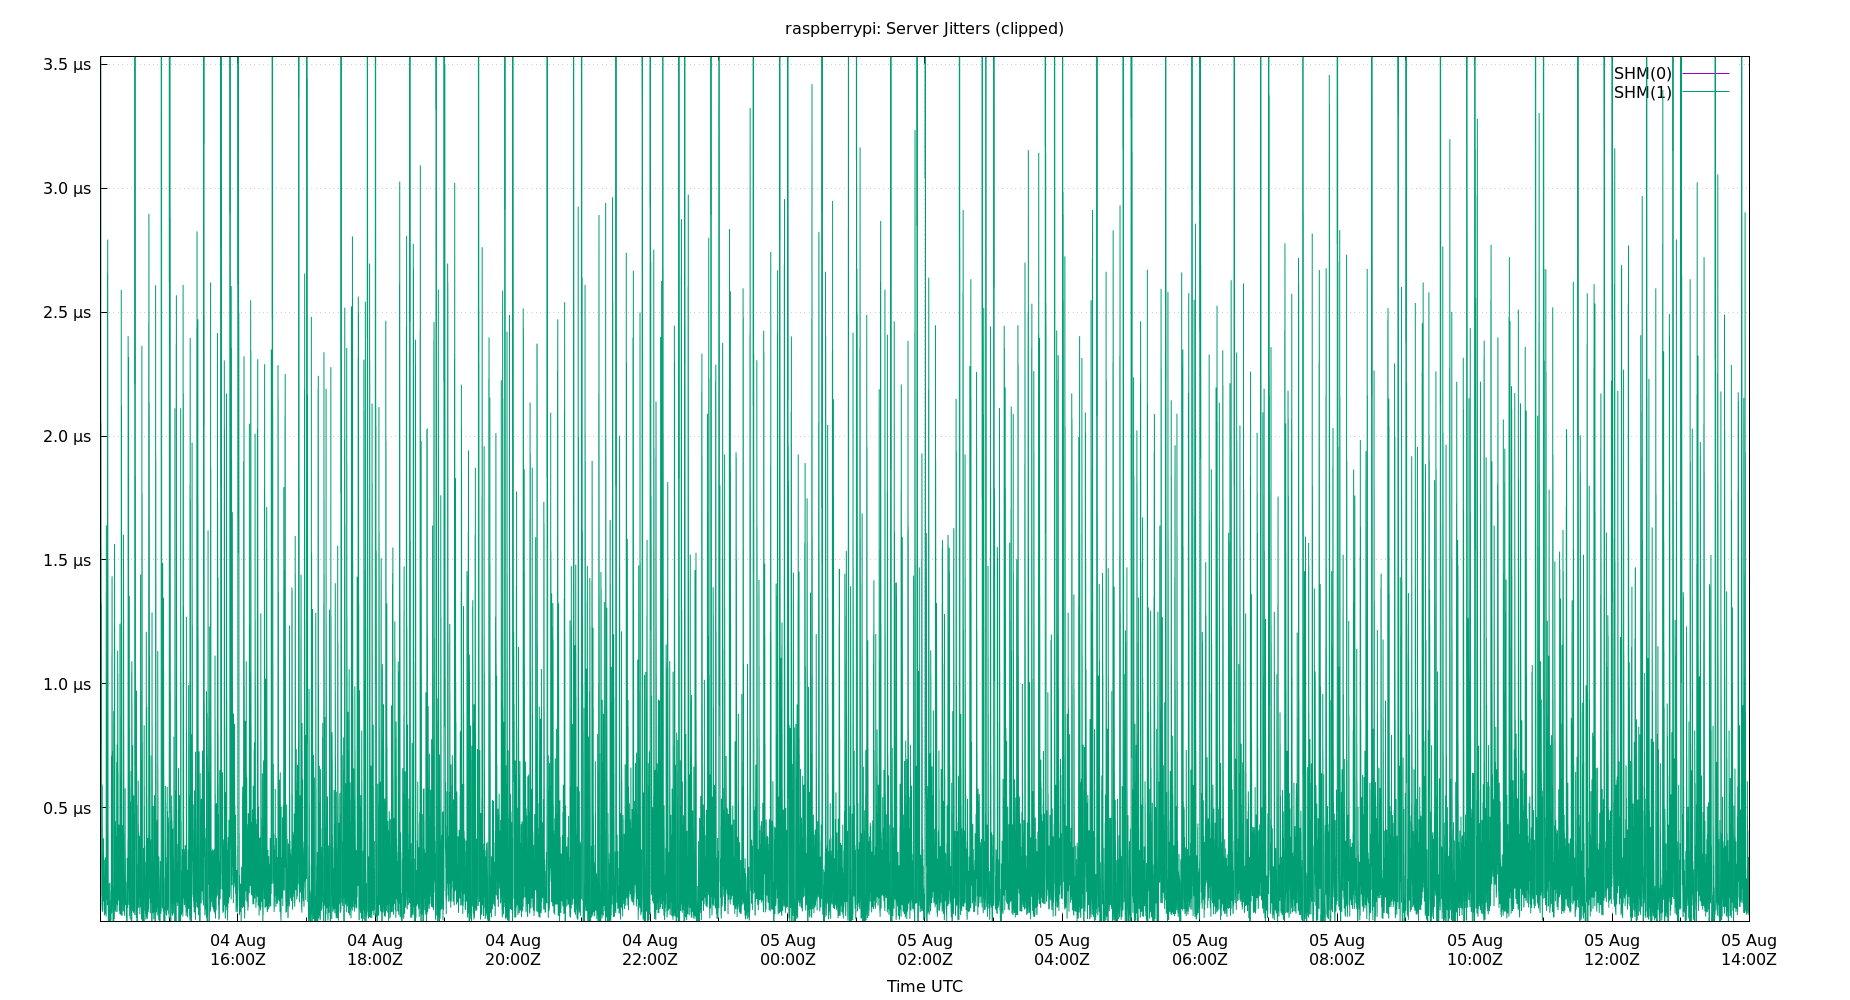 raspberrypi: Server Jitters (clipped)
3.5 µs
3.0 µs
2.5 µs
2.0 µs
1.5 µs
1.0 µs
0.5 µs
SHM(0)
SHM(1)
04 Aug 04 Aug 04 Aug 04 Aug 05 Aug 05 Aug 05 Aug 05 Aug 05 Aug 05 Aug 05 Aug 05 Aug
16:00Z 18:00Z 20:00Z 22:00Z 00:00Z 02:00Z 04:00Z 06:00Z 08:00Z 10:00Z 12:00Z 14:00Z
Time UTC